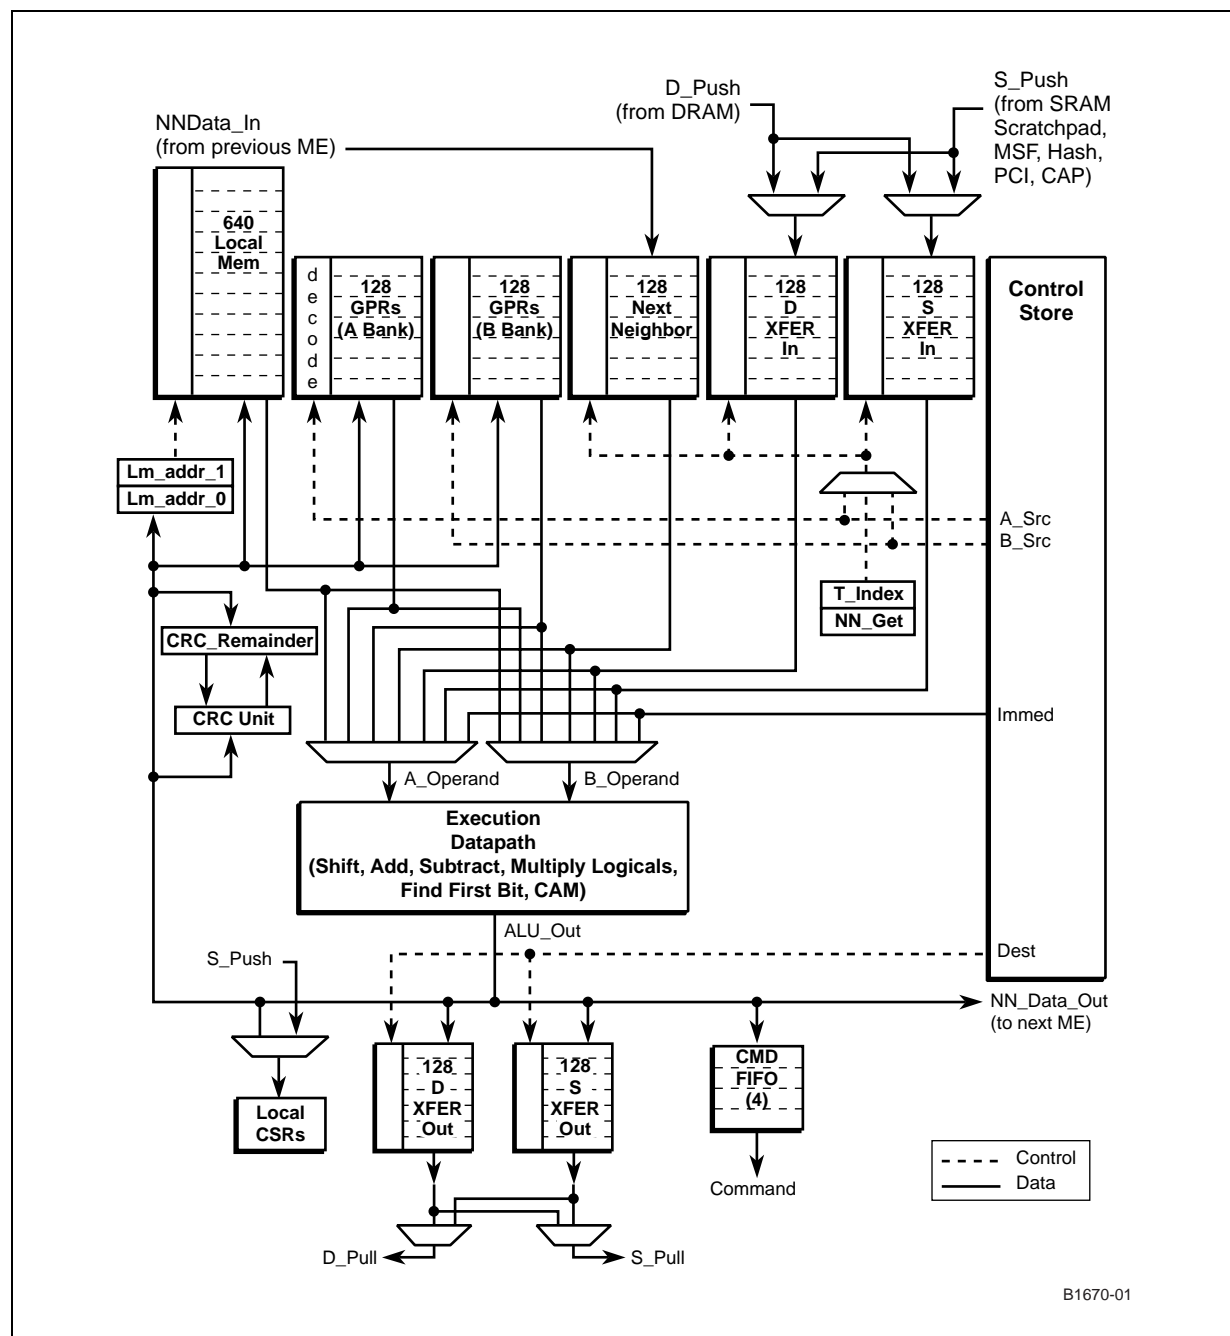 D_Push
(from DRAM)
S_Push
(from SRAM
Scratchpad,
MSF, Hash,
PCI, CAP)
NNData_In
(from previous ME)
640
Local
Mem
decode
128
GPRs
(A Bank)
128
GPRs
(B Bank)
128
Next
Neighbor
128
D
XFER
In
128
S
XFER
In
Control
Store
Lm_addr_1
Lm_addr_0
A_Src
B_Src
T_Index
NN_Get
CRC_Remainder
CRC Unit
Immed
A_Operand
B_Operand
Execution
Datapath
(Shift, Add, Subtract, Multiply Logicals,
Find First Bit, CAM)
ALU_Out
S_Push
Dest
NN_Data_Out
(to next ME)
Local
CSRs
128
D
XFER
Out
128
S
XFER
Out
CMD
FIFO
(4)
Command
Control
Data
D_Pull
S_Pull
B1670-01